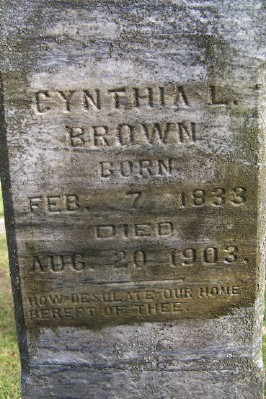 CYNTHIA L.
BROWN
BORN
FEB. 7 1833
DIED
AUG. 20 1903.
HOW DESOLATE OUR HOME
BEREFT OF THEE.